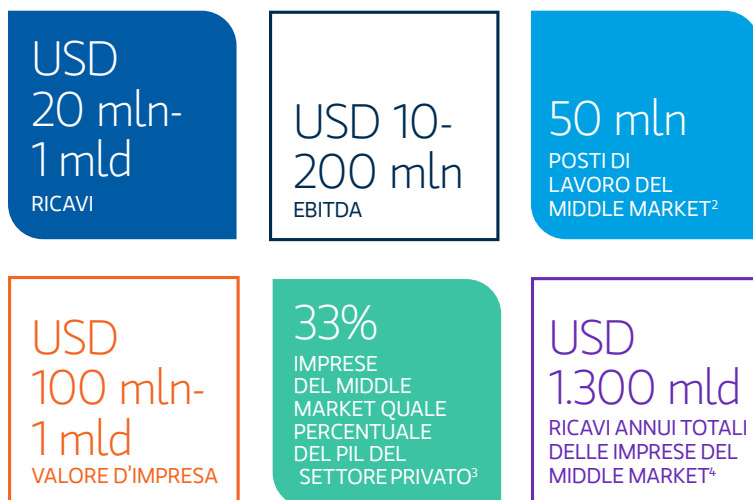 USD
20 mln-
1 mld
RICAVI
USD 10-
200 mln
EBITDA
50 mln
POSTI DI
LAVORO DEL
MIDDLE MARKET²
USD
100 mln-
1 mld
VALORE D'IMPRESA
33%
IMPRESE
DEL MIDDLE
MARKET QUALE
PERCENTUALE
DEL PIL DEL
SETTORE PRIVATO³
USD
1.300 mld
RICAVI ANNUI TOTALI
DELLE IMPRESE DEL
MIDDLE MARKET⁴